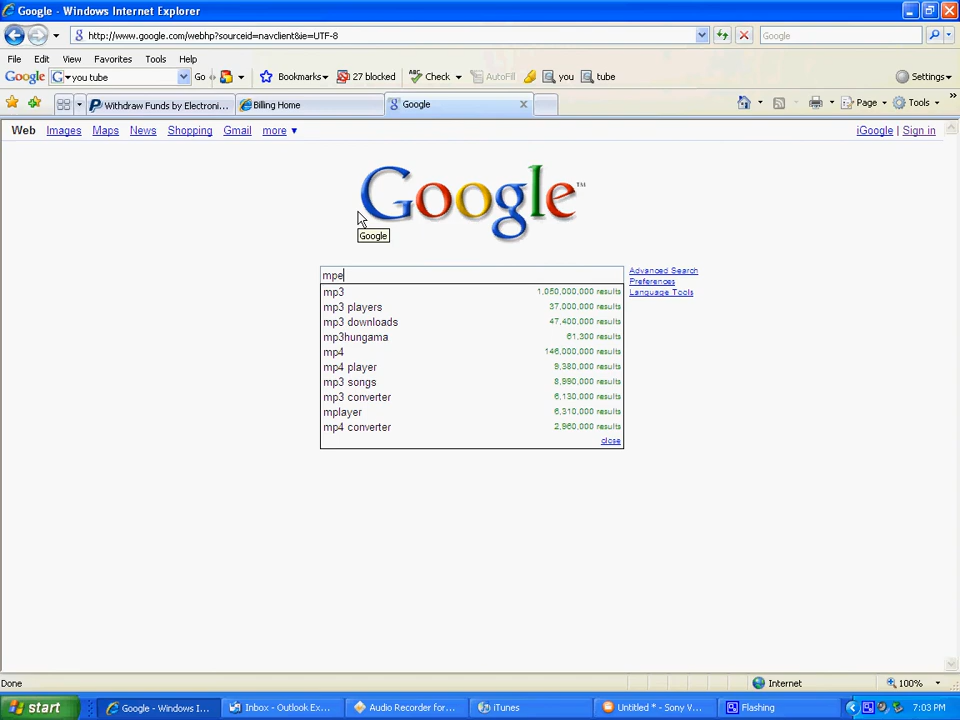 Google - Windows Internet Explorer
http://www.google.com/webhp?sourceid=navclient&ie=UTF-8
Google
File Edit View Favorites Tools Help
Google you tube Go Bookmarks 27 blocked Check AutoFill you tube Settings
Withdraw Funds by Electroni... Billing Home Google Page Tools
Web Images Maps News Shopping Gmail more ▼ iGoogle | Sign in
Google™
Google
mpe
Advanced Search
Preferences
Language Tools
mp3 1,050,000,000 results
mp3 players 37,000,000 results
mp3 downloads 47,400,000 results
mp3hungama 61,300 results
mp4 146,000,000 results
mp4 player 9,380,000 results
mp3 songs 8,990,000 results
mp3 converter 6,130,000 results
mplayer 6,310,000 results
mp4 converter 2,960,000 results
close
Done Internet 100%
start Google - Windows I... Inbox - Outlook Ex... Audio Recorder for... iTunes Untitled * - Sony V... Flashing 7:03 PM